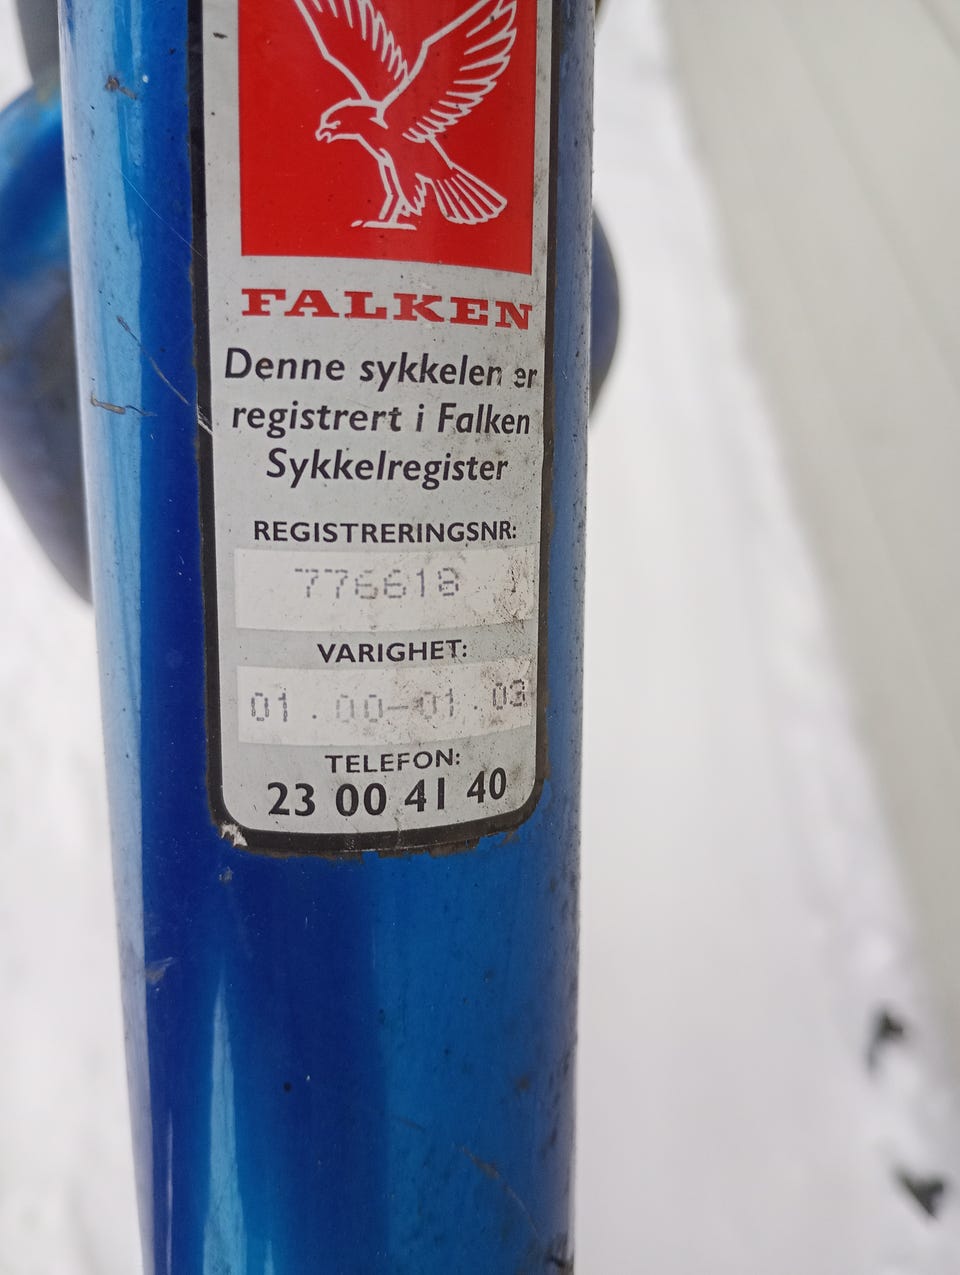 FALKEN
Denne sykkelen er
registrert i Falken
Sykkelregister
REGISTRERINGSNR:
776618
VARIGHET:
01.00-01.03
TELEFON:
23 00 41 40